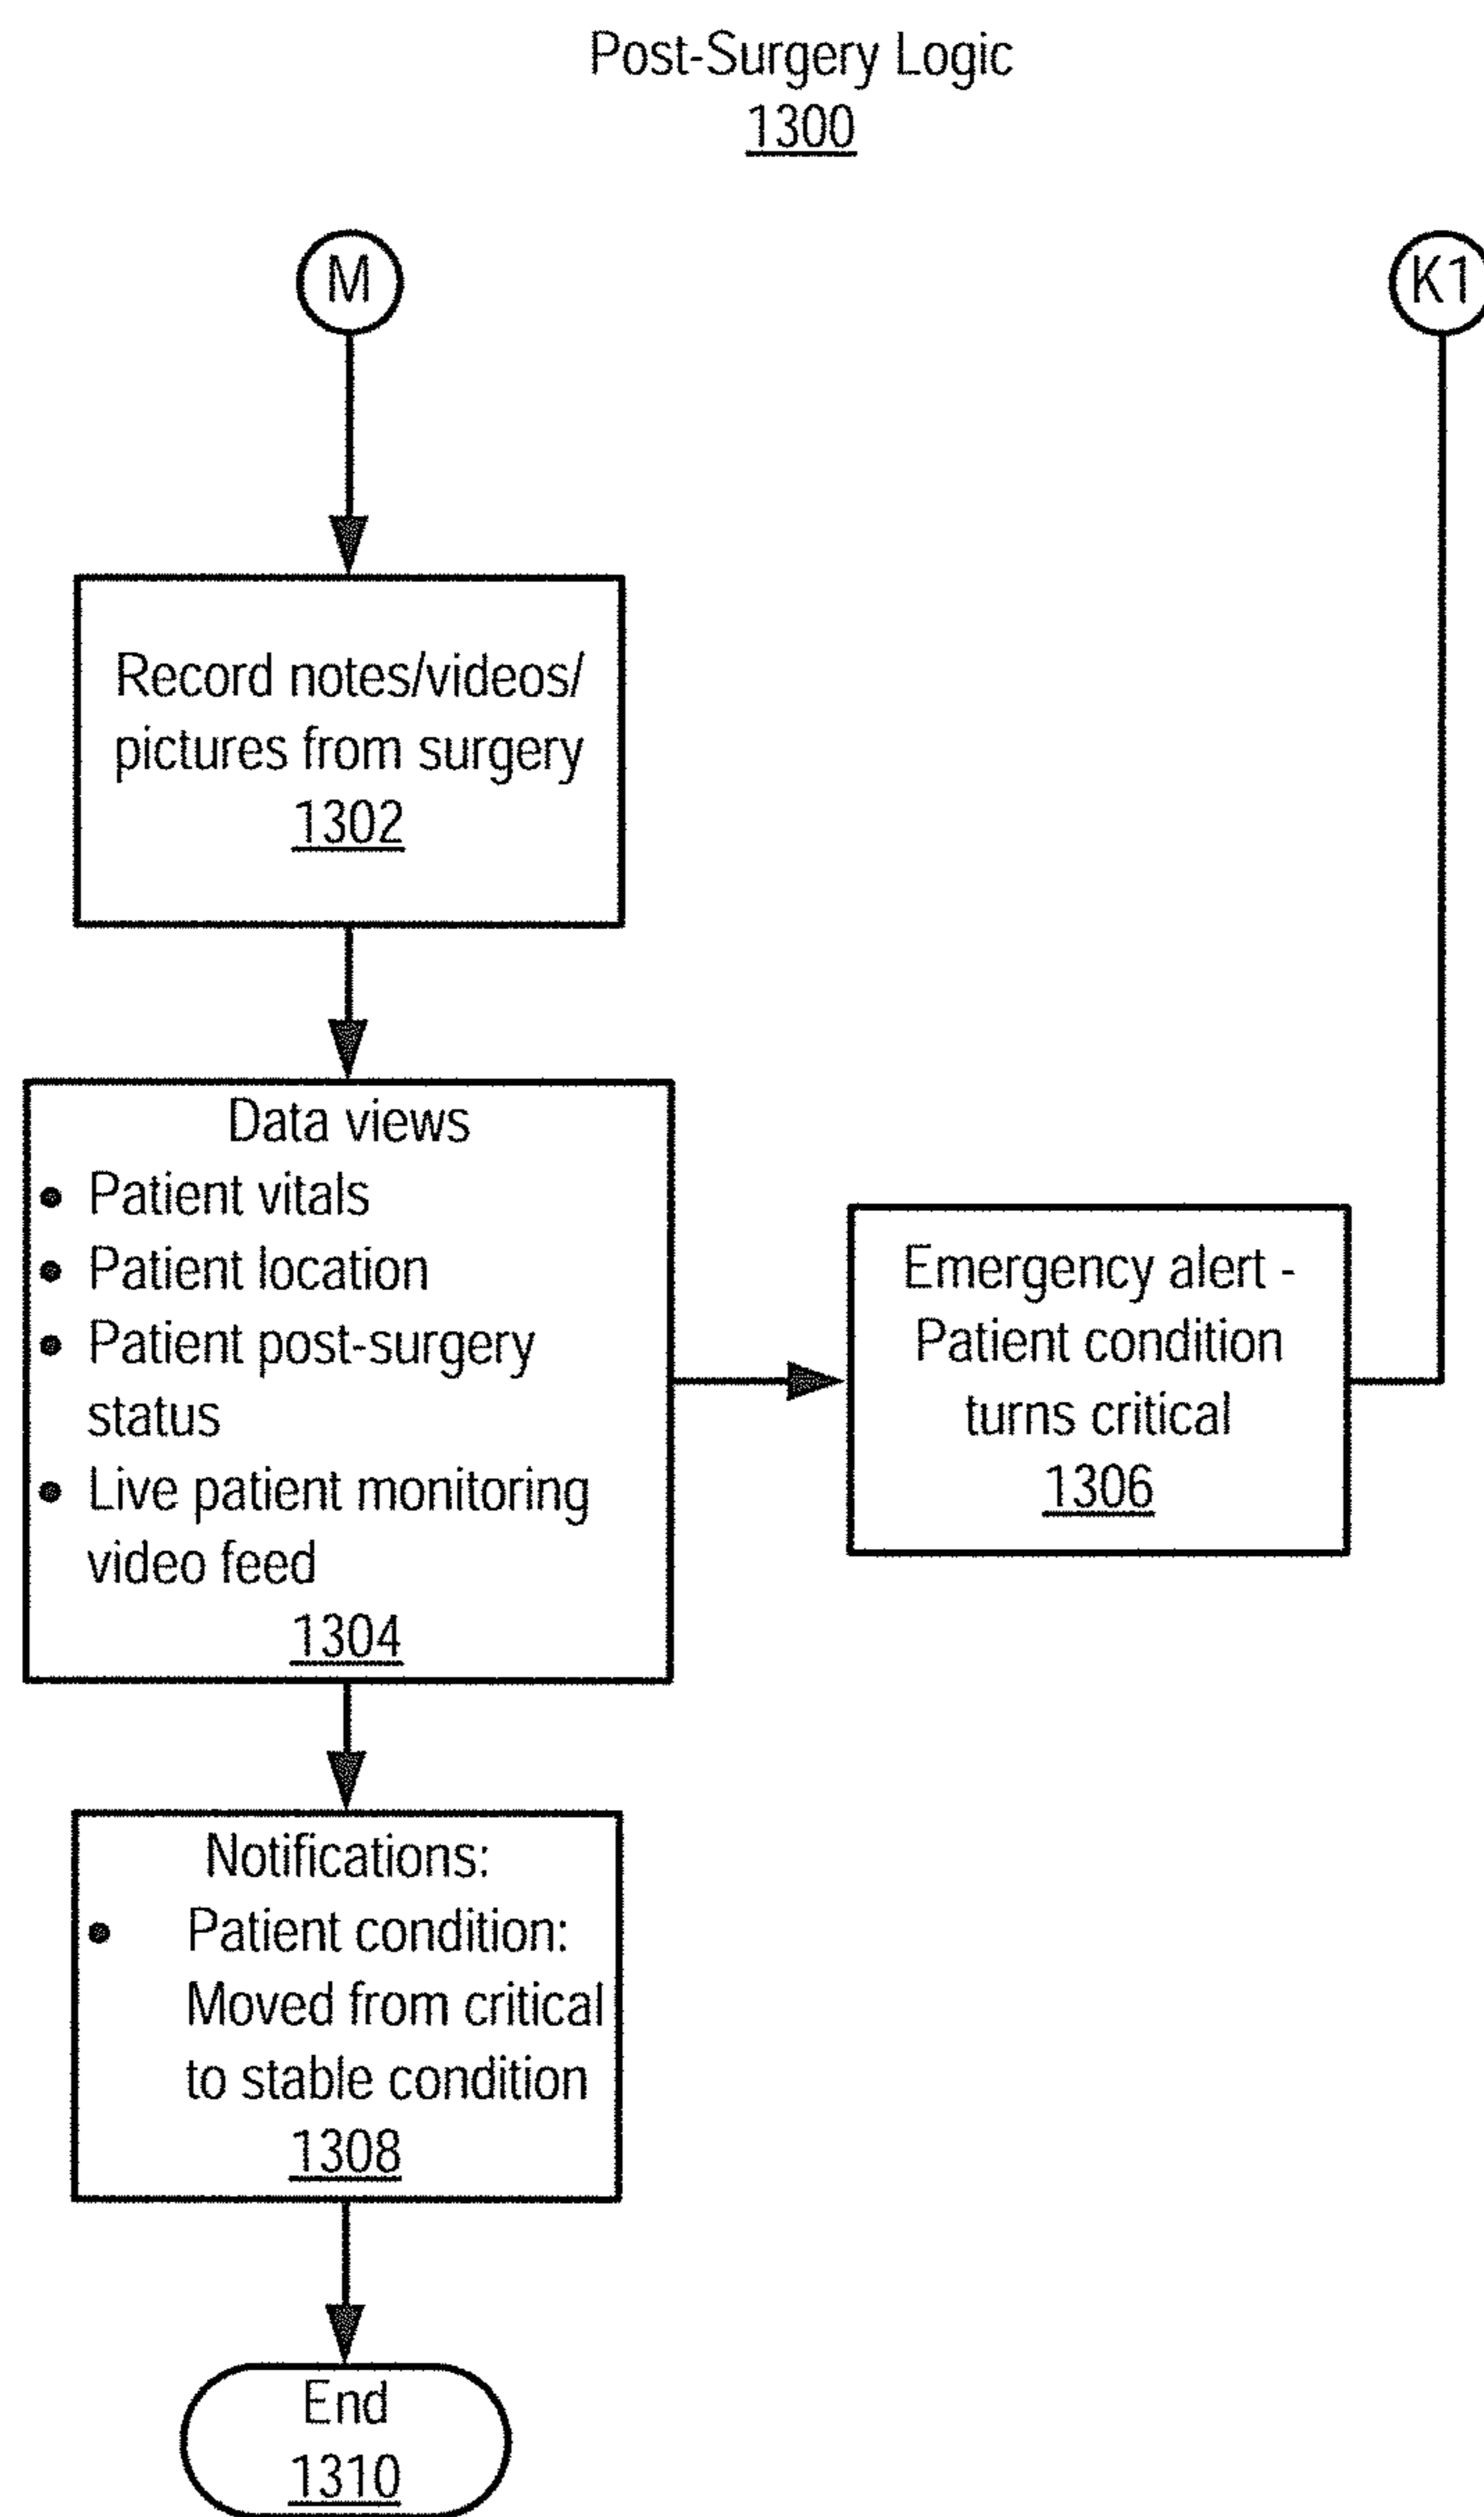 Post-Surgery Logic
1300
M
K1
Record notes/videos/
pictures from surgery
1302
Data views
• Patient vitals
• Patient location
• Patient post-surgery
status
• Live patient monitoring
video feed
1304
Emergency alert -
Patient condition
turns critical
1306
Notifications:
• Patient condition:
Moved from critical
to stable condition
1308
End
1310